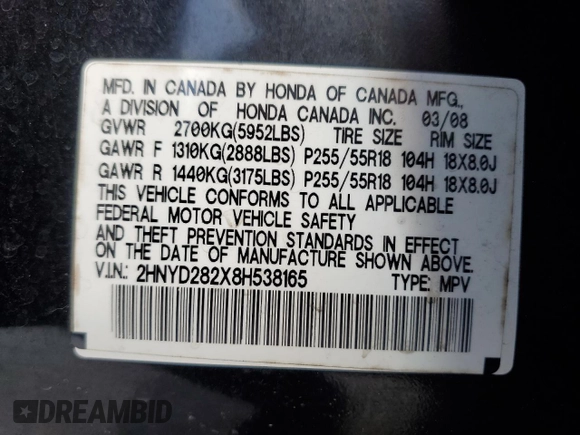 MFD. IN CANADA BY HONDA OF CANADA MFG.,
A DIVISION OF HONDA CANADA INC. 03/08
GVWR 2700KG(5952LBS) TIRE SIZE RIM SIZE
GAWR F 1310KG(2888LBS) P255/55R18 104H 18X8.0J
GAWR R 1440KG(3175LBS) P255/55R18 104H 18X8.0J
THIS VEHICLE CONFORMS TO ALL APPLICABLE
FEDERAL MOTOR VEHICLE SAFETY
AND THEFT PREVENTION STANDARDS IN EFFECT
ON THE DATE OF MANUFACTURE SHOWN ABOVE.
V.I.N.: 2HNYD282X8H538165 TYPE: MPV
DREAMBID